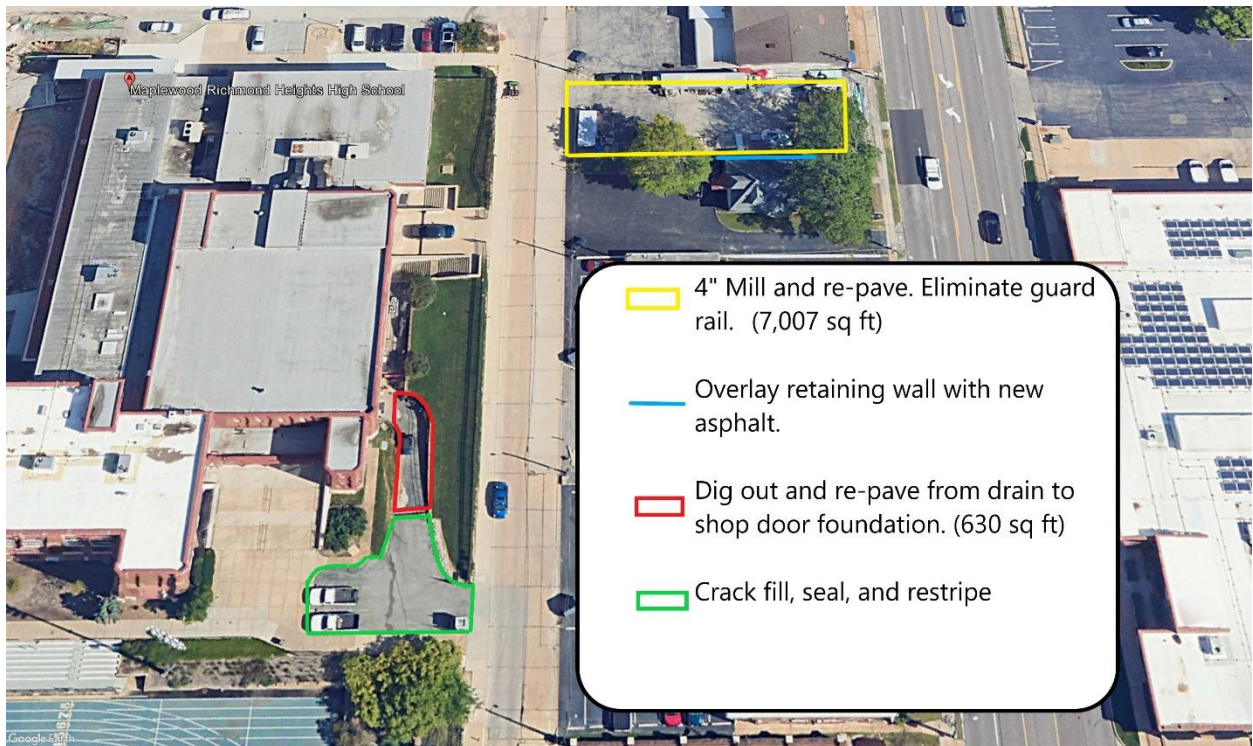 Maplewood Richmond Heights High School
A
4" Mill and re-pave. Eliminate guard
rail. (7,007 sq ft)
Overlay retaining wall with new
asphalt.
Dig out and re-pave from drain to
shop door foundation. (630 sq ft)
Crack fill, seal, and restripe
Google Earth